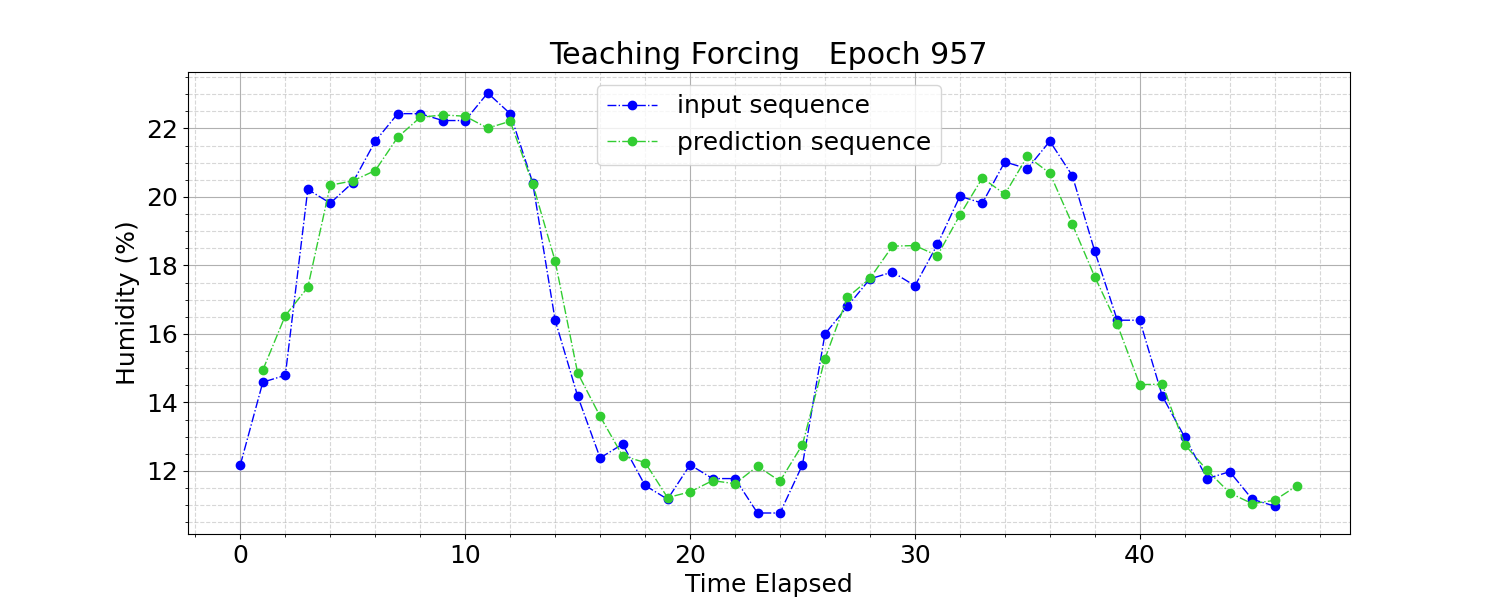 Teaching Forcing   Epoch 957
input sequence
prediction sequence
Humidity (%)
22
20
18
16
14
12
0 10 20 30 40
Time Elapsed